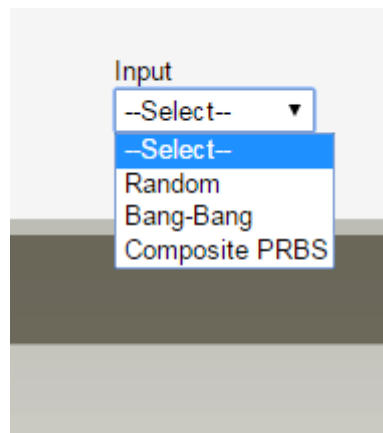 Input
--Select--
--Select--
Random
Bang-Bang
Composite PRBS